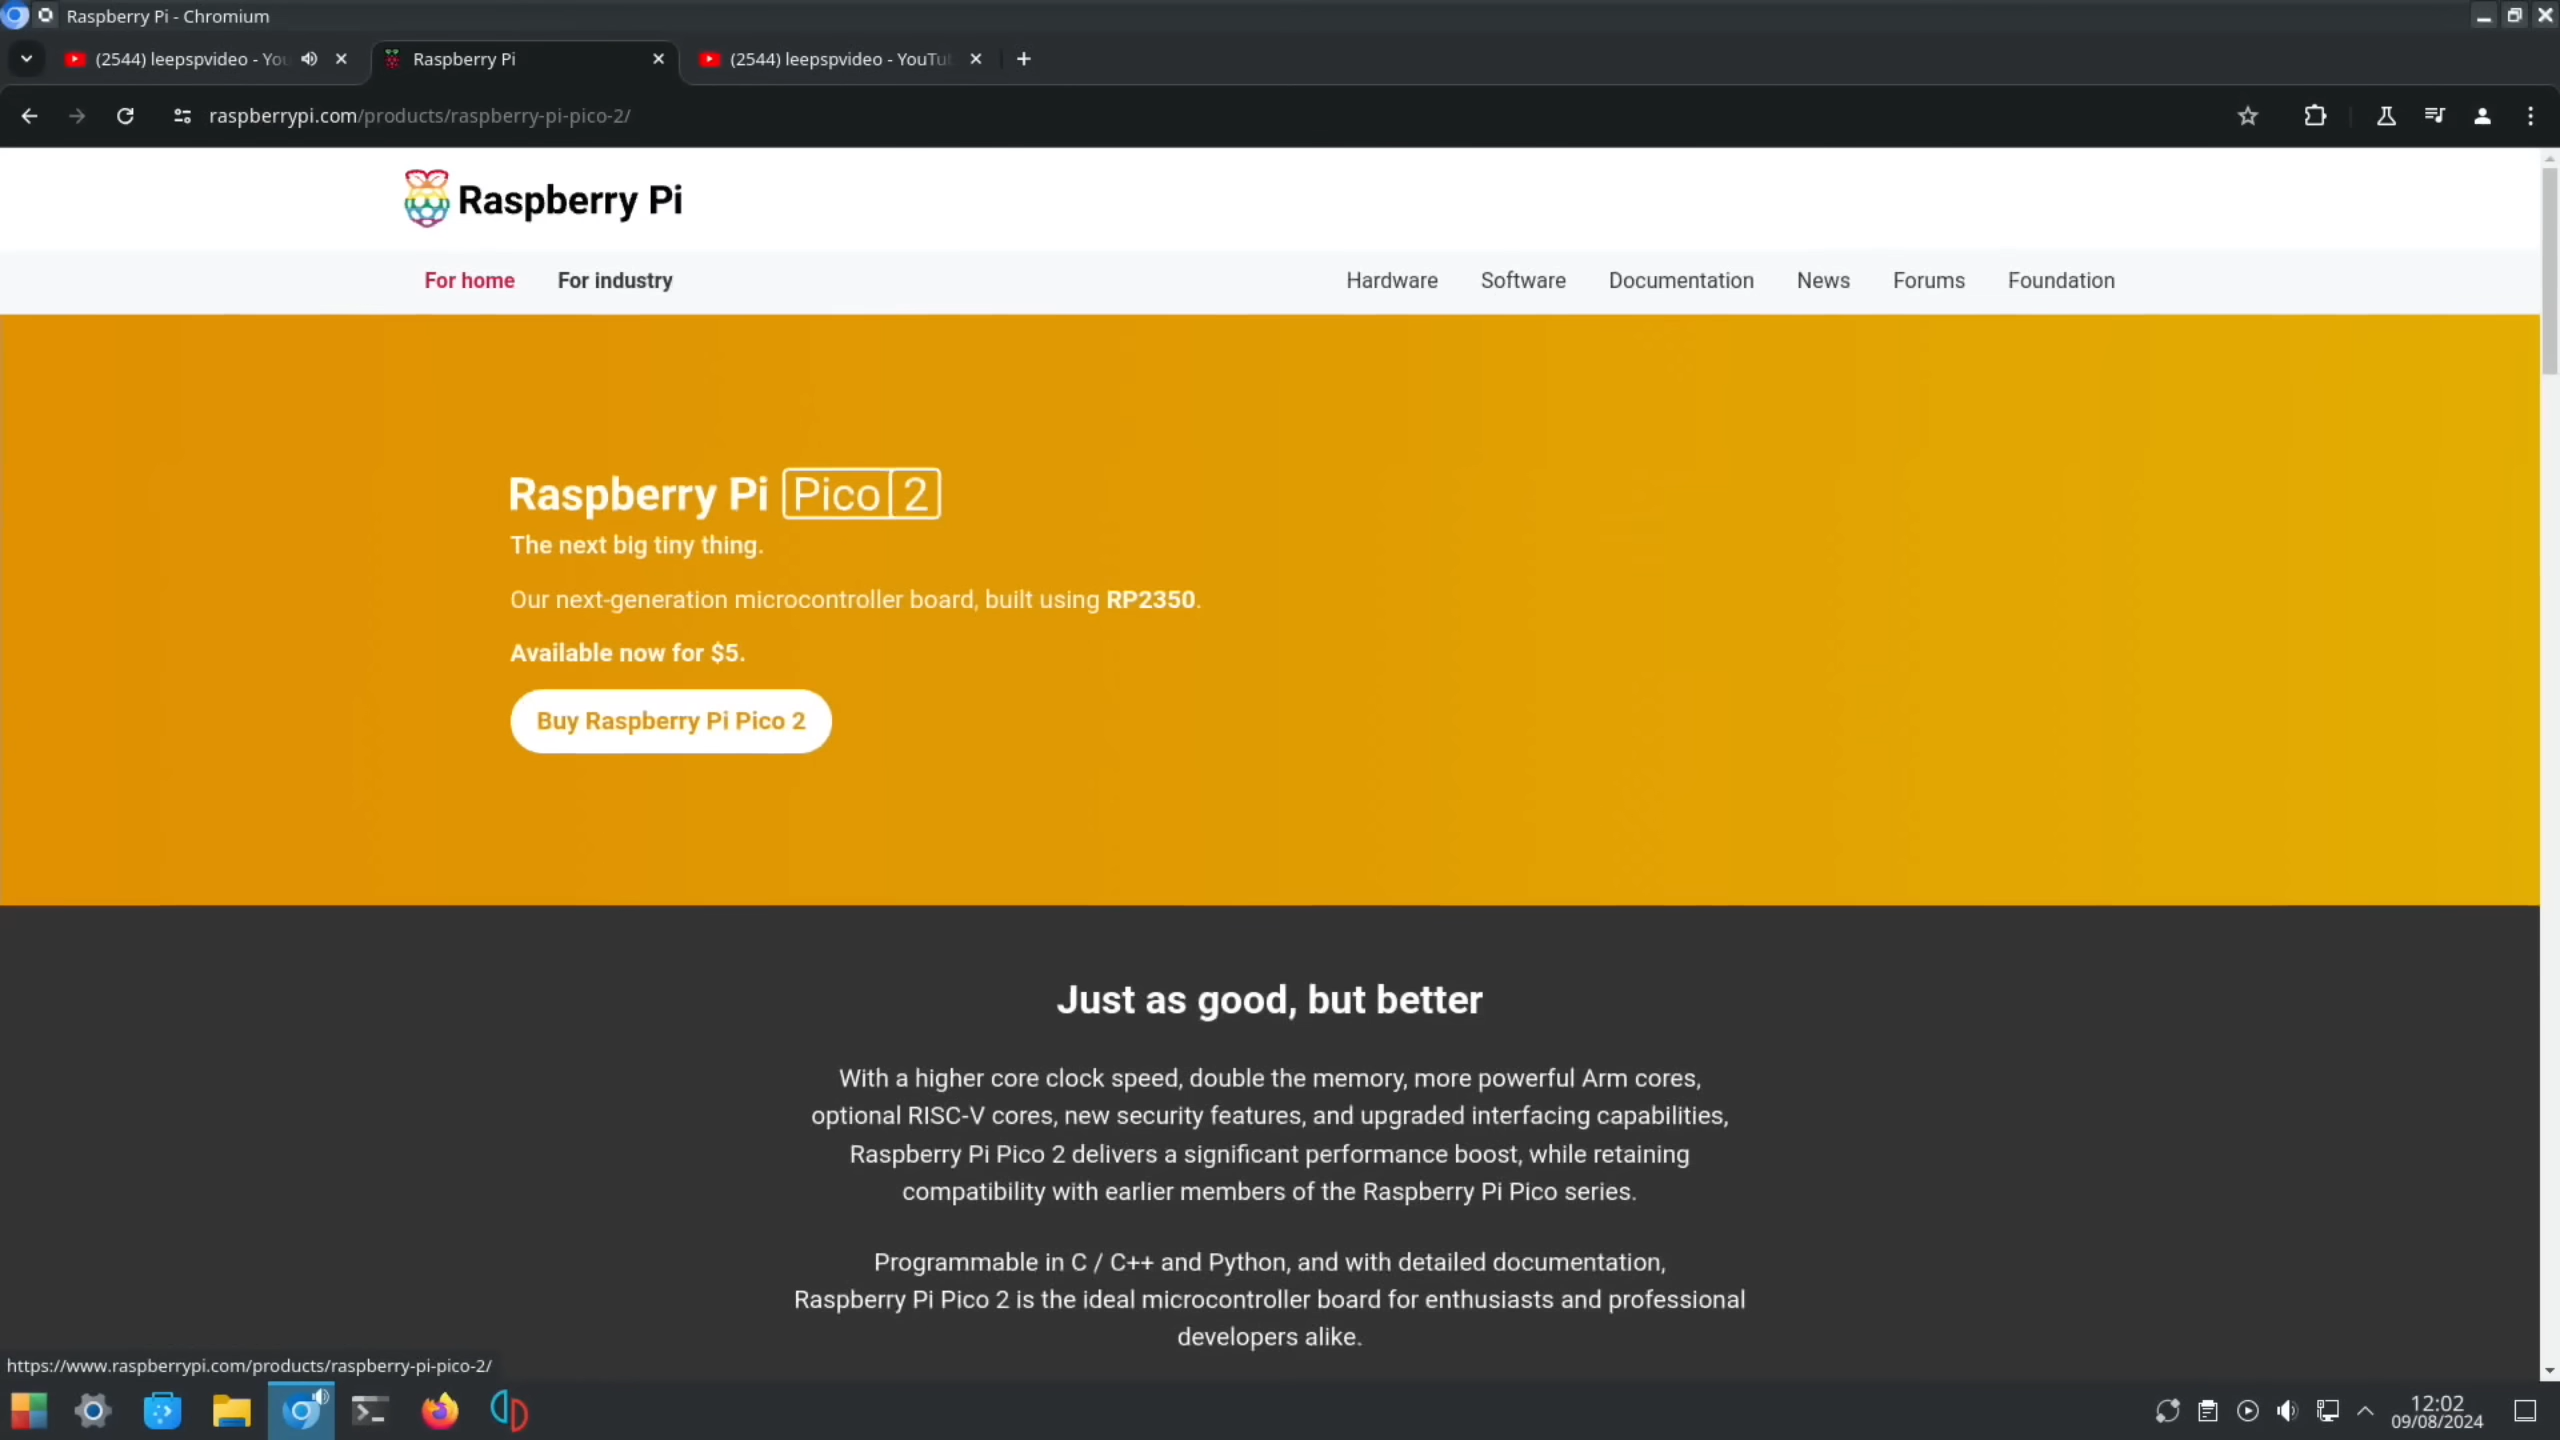 Raspberry Pi - Chromium
(2544) leepspvideo - You
Raspberry Pi
(2544) leepspvideo - YouTu
raspberrypi.com/products/raspberry-pi-pico-2/
Raspberry Pi
For home
For industry
Hardware
Software
Documentation
News
Forums
Foundation
Raspberry Pi Pico 2
The next big tiny thing.
Our next-generation microcontroller board, built using RP2350.
Available now for $5.
Buy Raspberry Pi Pico 2
Just as good, but better
With a higher core clock speed, double the memory, more powerful Arm cores,
optional RISC-V cores, new security features, and upgraded interfacing capabilities,
Raspberry Pi Pico 2 delivers a significant performance boost, while retaining
compatibility with earlier members of the Raspberry Pi Pico series.
Programmable in C / C++ and Python, and with detailed documentation,
Raspberry Pi Pico 2 is the ideal microcontroller board for enthusiasts and professional
developers alike.
https://www.raspberrypi.com/products/raspberry-pi-pico-2/
12:02
09/08/2024